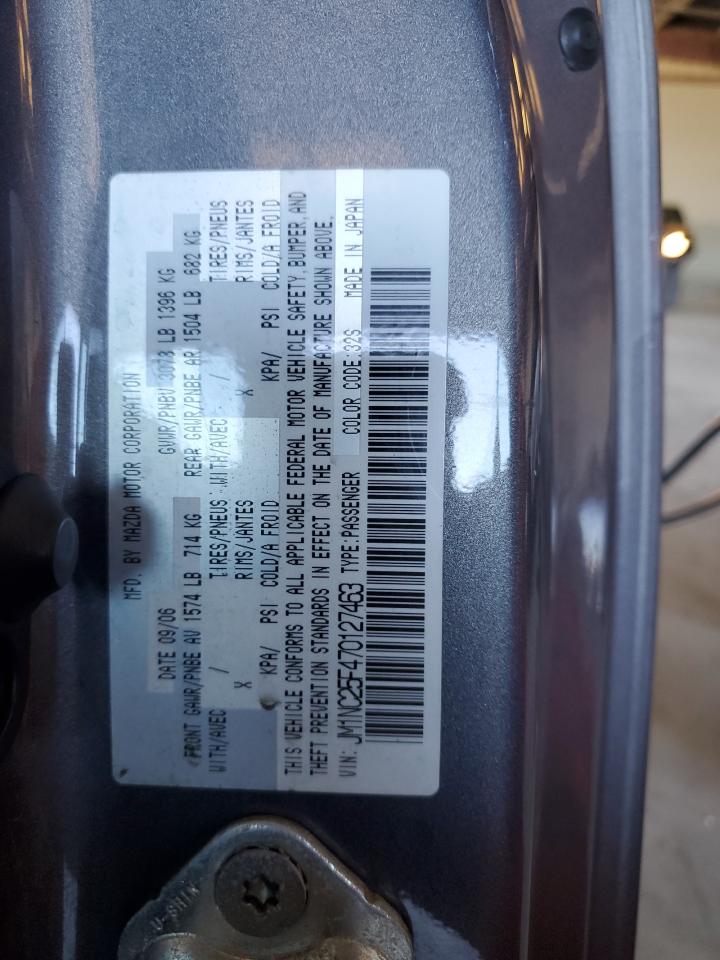 MFD. BY MAZDA MOTOR CORPORATION
DATE 09/06 GVWR/PNBV LB 1396 KG
FRONT GAWR/PNBE AV 1574 LB 714 KG REAR GAWR/PNBE AR 1504 LB 682 KG
WITH/AVEC / TIRES/PNEUS WITH/AVEC / TIRES/PNEUS
X RIMS/JANTES X RIMS/JANTES
KPA/ PSI COLD/A FROID KPA/ PSI COLD/A FROID
THIS VEHICLE CONFORMS TO ALL APPLICABLE FEDERAL MOTOR VEHICLE SAFETY, BUMPER, AND
THEFT PREVENTION STANDARDS IN EFFECT ON THE DATE OF MANUFACTURE SHOWN ABOVE.
VIN: JM1NC25F470127463 TYPE:PASSENGER COLOR CODE:32S MADE IN JAPAN
U-SHIN